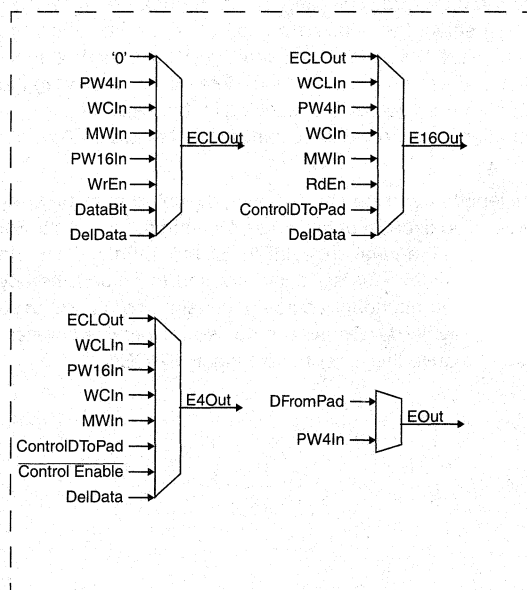 '0'
PW4In
WCIn
MWIn
PW16In
WrEn
DataBit
DelData
ECLOut
ECLOut
WCLIn
PW4In
WCIn
MWIn
RdEn
ControlDToPad
DelData
E16Out
ECLOut
WCLIn
PW16In
WCIn
MWIn
ControlDToPad
Control Enable
DelData
E4Out
DFromPad
PW4In
EOut